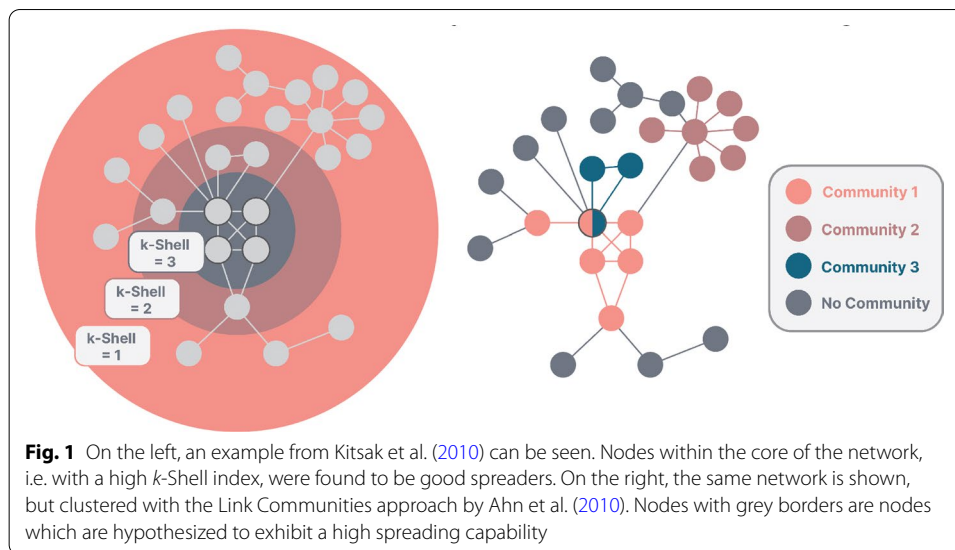 k-Shell
= 3
k-Shell
= 2
k-Shell
= 1
Community 1
Community 2
Community 3
No Community
Fig. 1 On the left, an example from Kitsak et al. (2010) can be seen. Nodes within the core of the network,
i.e. with a high k-Shell index, were found to be good spreaders. On the right, the same network is shown,
but clustered with the Link Communities approach by Ahn et al. (2010). Nodes with grey borders are nodes
which are hypothesized to exhibit a high spreading capability